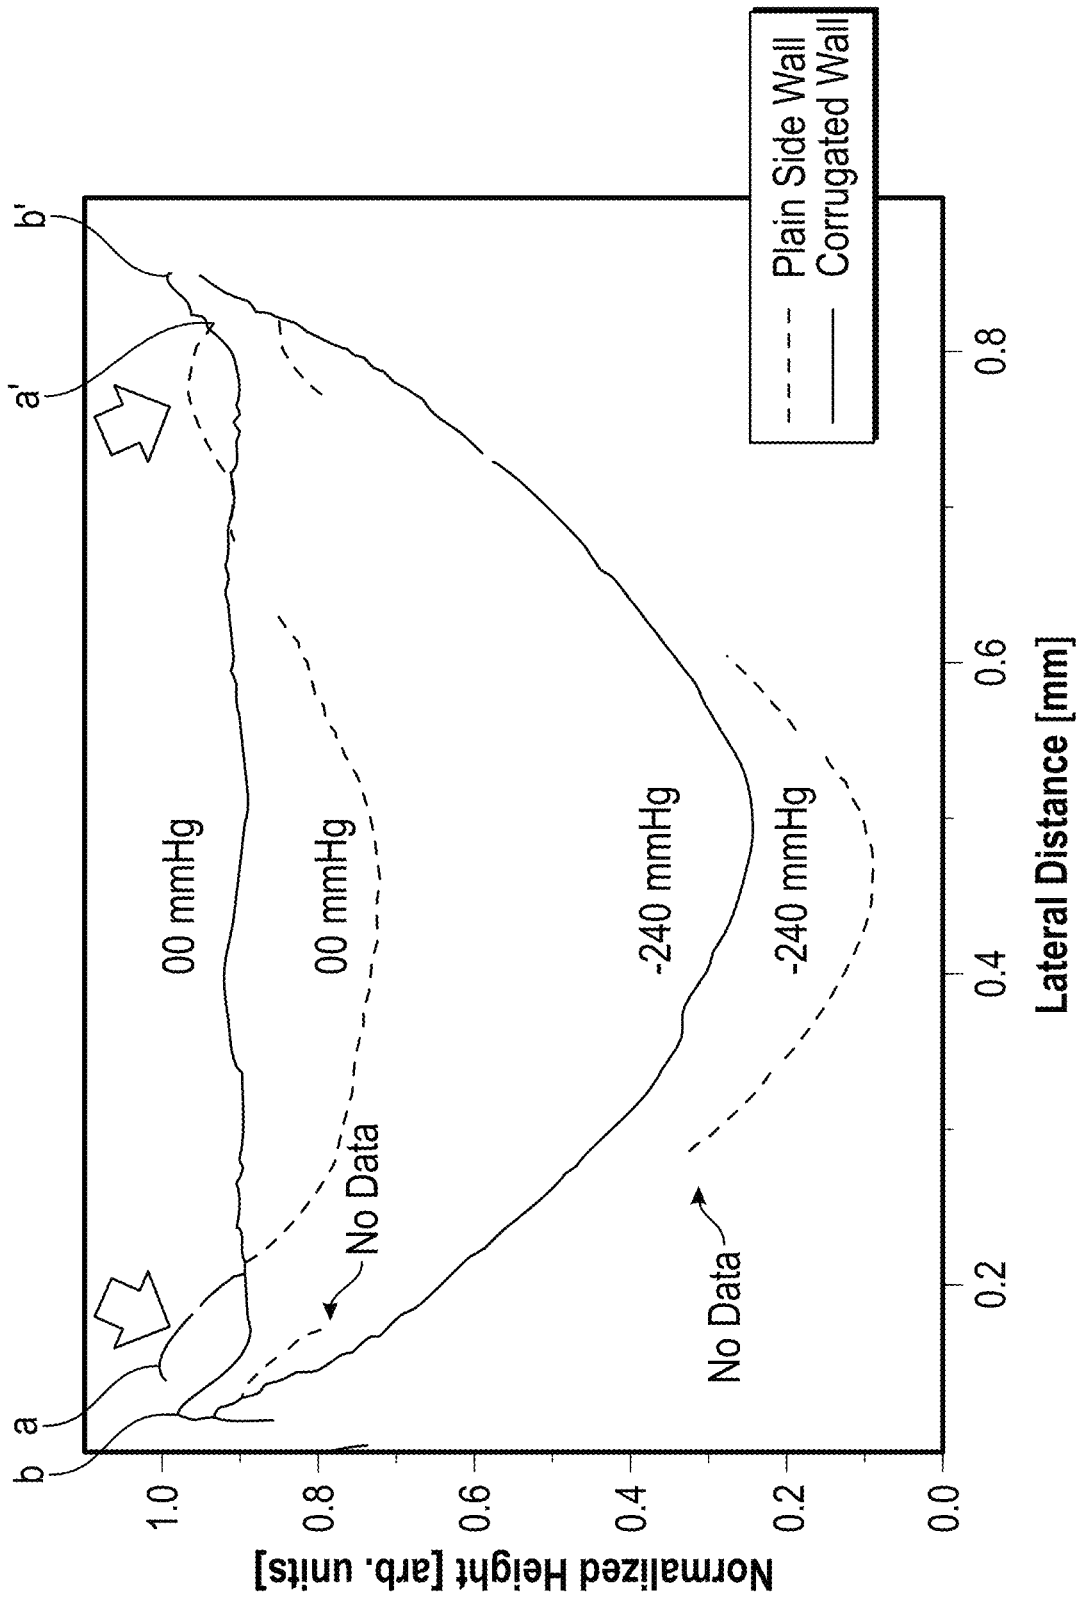 b
a
a'
b'
00 mmHg
00 mmHg
-240 mmHg
-240 mmHg
No Data
No Data
Plain Side Wall
Corrugated Wall
Normalized Height [arb. units]
1.0
0.8
0.6
0.4
0.2
0.0
0.2
0.4
0.6
0.8
Lateral Distance [mm]